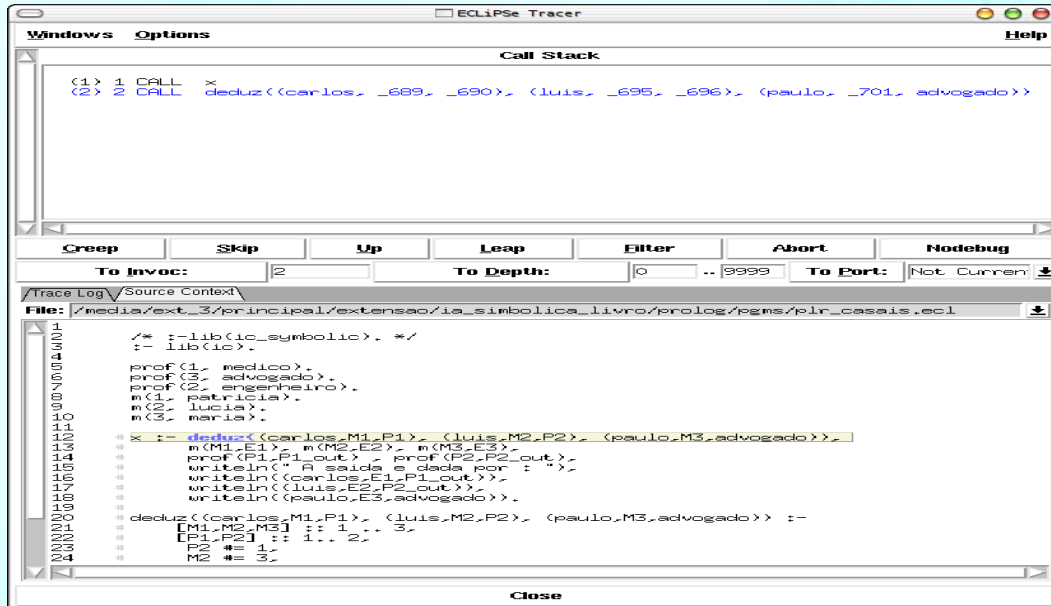 ECLiPSe Tracer
Windows Options Help
Call Stack
(1) 1 CALL x
(2) 2 CALL deduz((carlos, _689, _690), (luis, _695, _696), (paulo, _701, advogado))
Creep Skip Up Leap Filter Abort Nodebug
To Invoc: 2 To Depth: 0 .. 9999 To Port: Not Curren
Trace Log Source Context
File: /media/ext_3/principal/extensao/ia_simbolica_livro/prolog/pgms/plr_casais.ecl
1
2 /* :-lib(ic_symbolic). */
3 :- lib(ic).
4
5 prof(1, medico).
6 prof(3, advogado).
7 prof(2, engenheiro).
8 m(1, patricia).
9 m(2, lucia).
10 m(3, maria).
11
12 # x :- deduz((carlos,M1,P1), (luis,M2,P2), (paulo,M3,advogado)),
13 # m(M1,E1), m(M2,E2), m(M3,E3),
14 # prof(P1,P1_out) , prof(P2,P2_out),
15 # writeln(" A saida e dada por : "),
16 # writeln((carlos,E1,P1_out)),
17 # writeln((luis,E2,P2_out)),
18 # writeln((paulo,E3,advogado)).
19 #
20 # deduz((carlos,M1,P1), (luis,M2,P2), (paulo,M3,advogado)) :-
21 # [M1,M2,M3] :: 1 .. 3,
22 # [P1,P2] :: 1.. 2,
23 # P2 #= 1,
24 # M2 #= 3,
Close